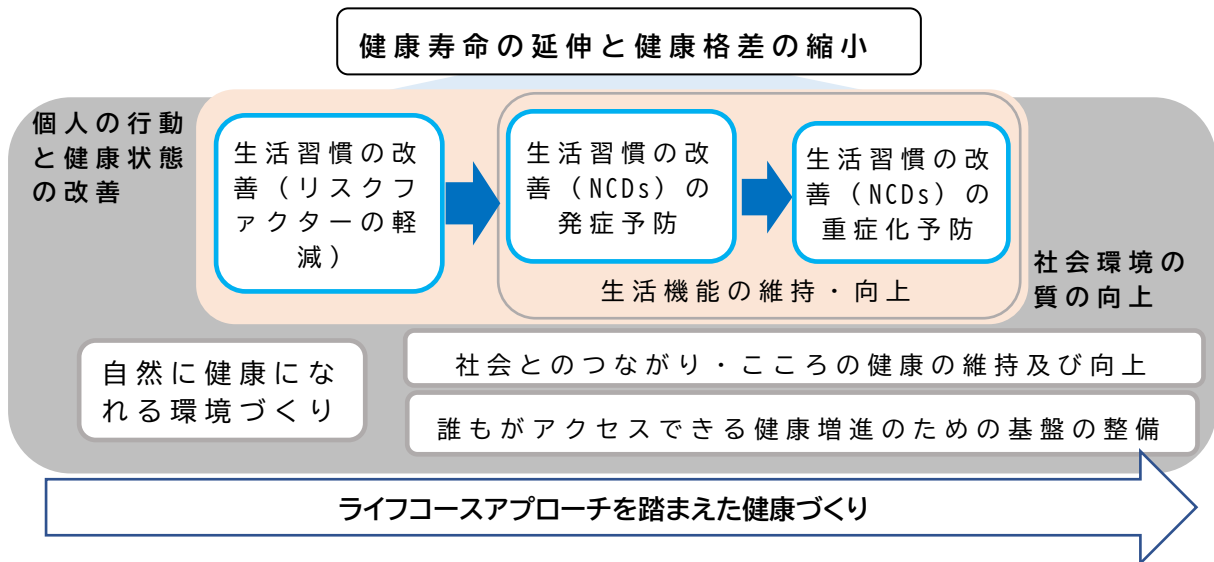 健康寿命の延伸と健康格差の縮小
個人の行動
と健康状態
の改善
生活習慣の改
善（リスクフ
ァクターの軽
減）
生活習慣の改
善（NCDs）の
発症予防
生活習慣の改
善（NCDs）の
重症化予防
生活機能の維持・向上
社会環境の
質の向上
自然に健康にな
れる環境づくり
社会とのつながり・こころの健康の維持及び向上
誰もがアクセスできる健康増進のための基盤の整備
ライフコースアプローチを踏まえた健康づくり